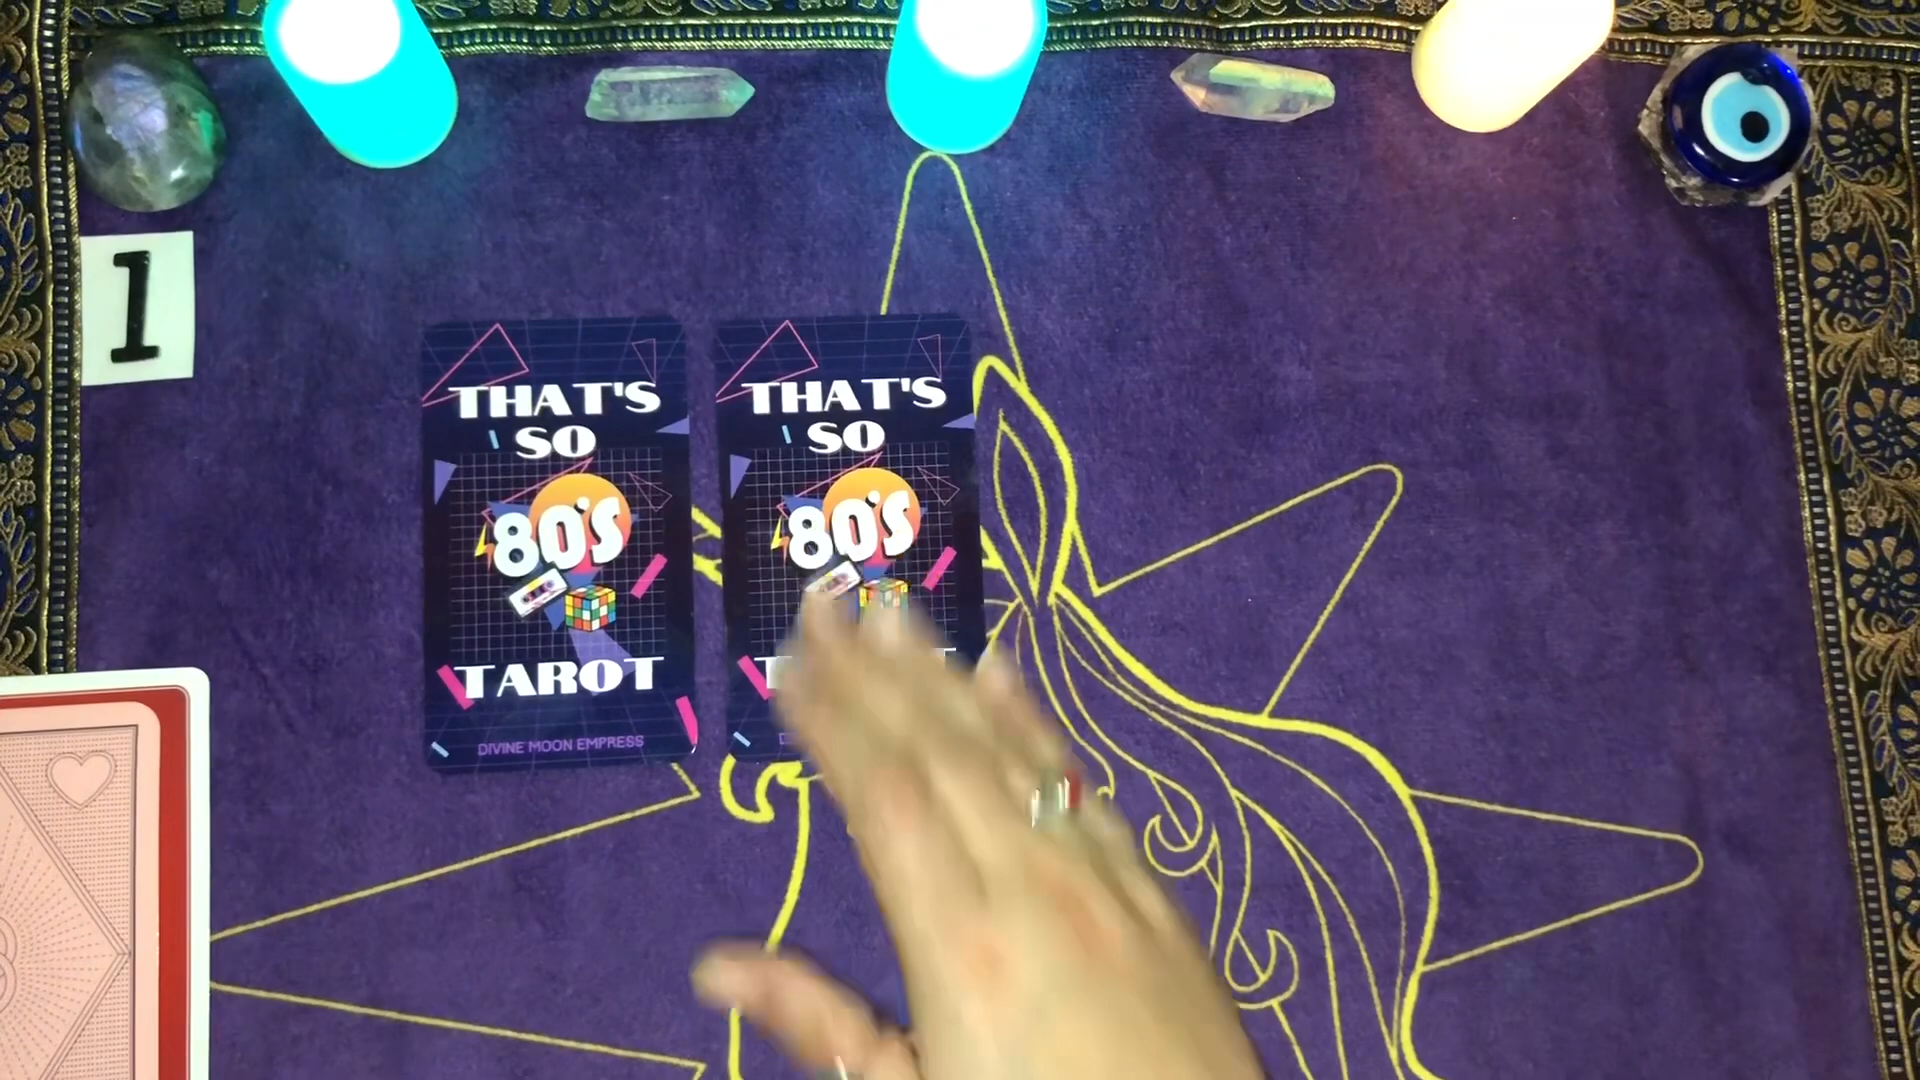 1
THAT'S
SO
80's
TAROT
DIVINE MOON EMPRESS
THAT'S
SO
80's